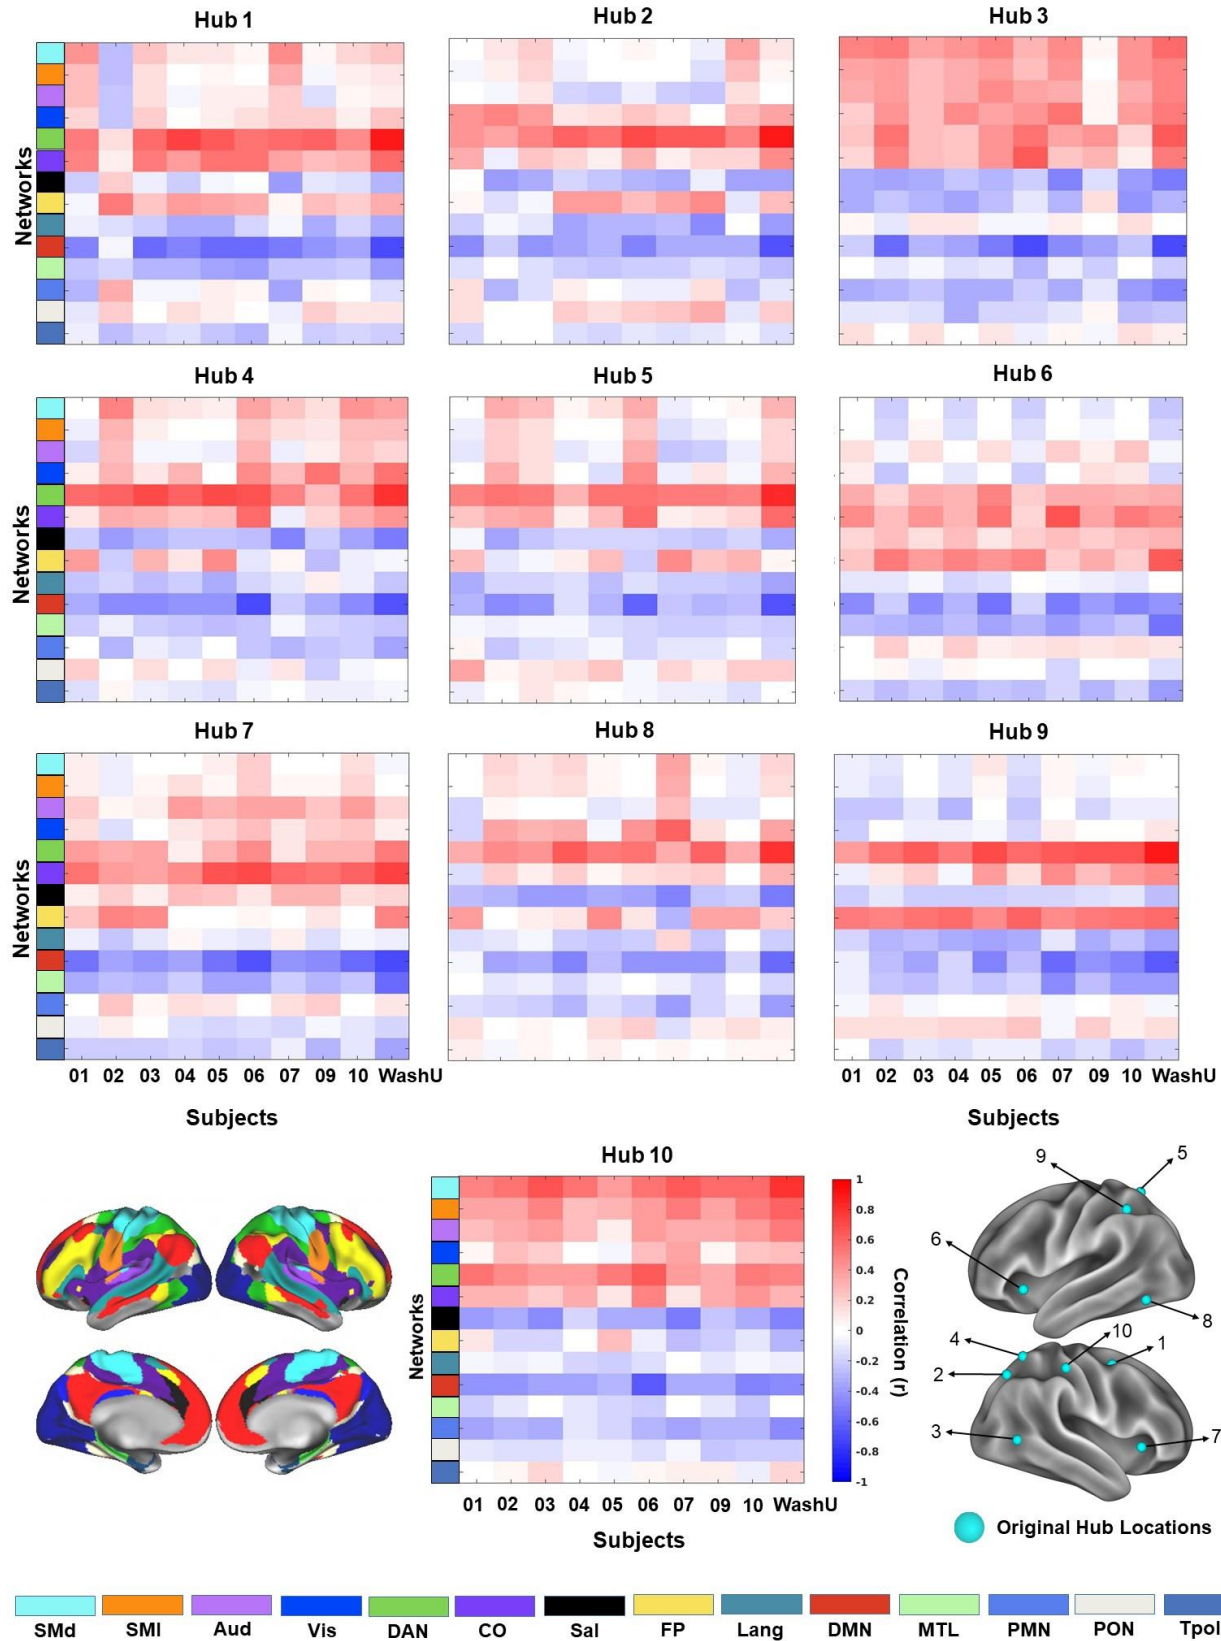 Hub 1
Hub 2
Hub 3
Networks
Hub 4
Hub 5
Hub 6
Networks
Hub 7
Hub 8
Hub 9
Networks
01 02 03 04 05 06 07 09 10 WashU
01 02 03 04 05 06 07 09 10 WashU
Subjects
Subjects
Hub 10
Networks
01 02 03 04 05 06 07 09 10 WashU
Subjects
1
0.8
0.6
0.4
0.2
0
-0.2
-0.4
-0.6
-0.8
-1
Correlation (r)
9
5
6
8
4
10
1
2
3
7
Original Hub Locations
SMd SMl Aud Vis DAN CO Sal FP Lang DMN MTL PMN PON Tpol